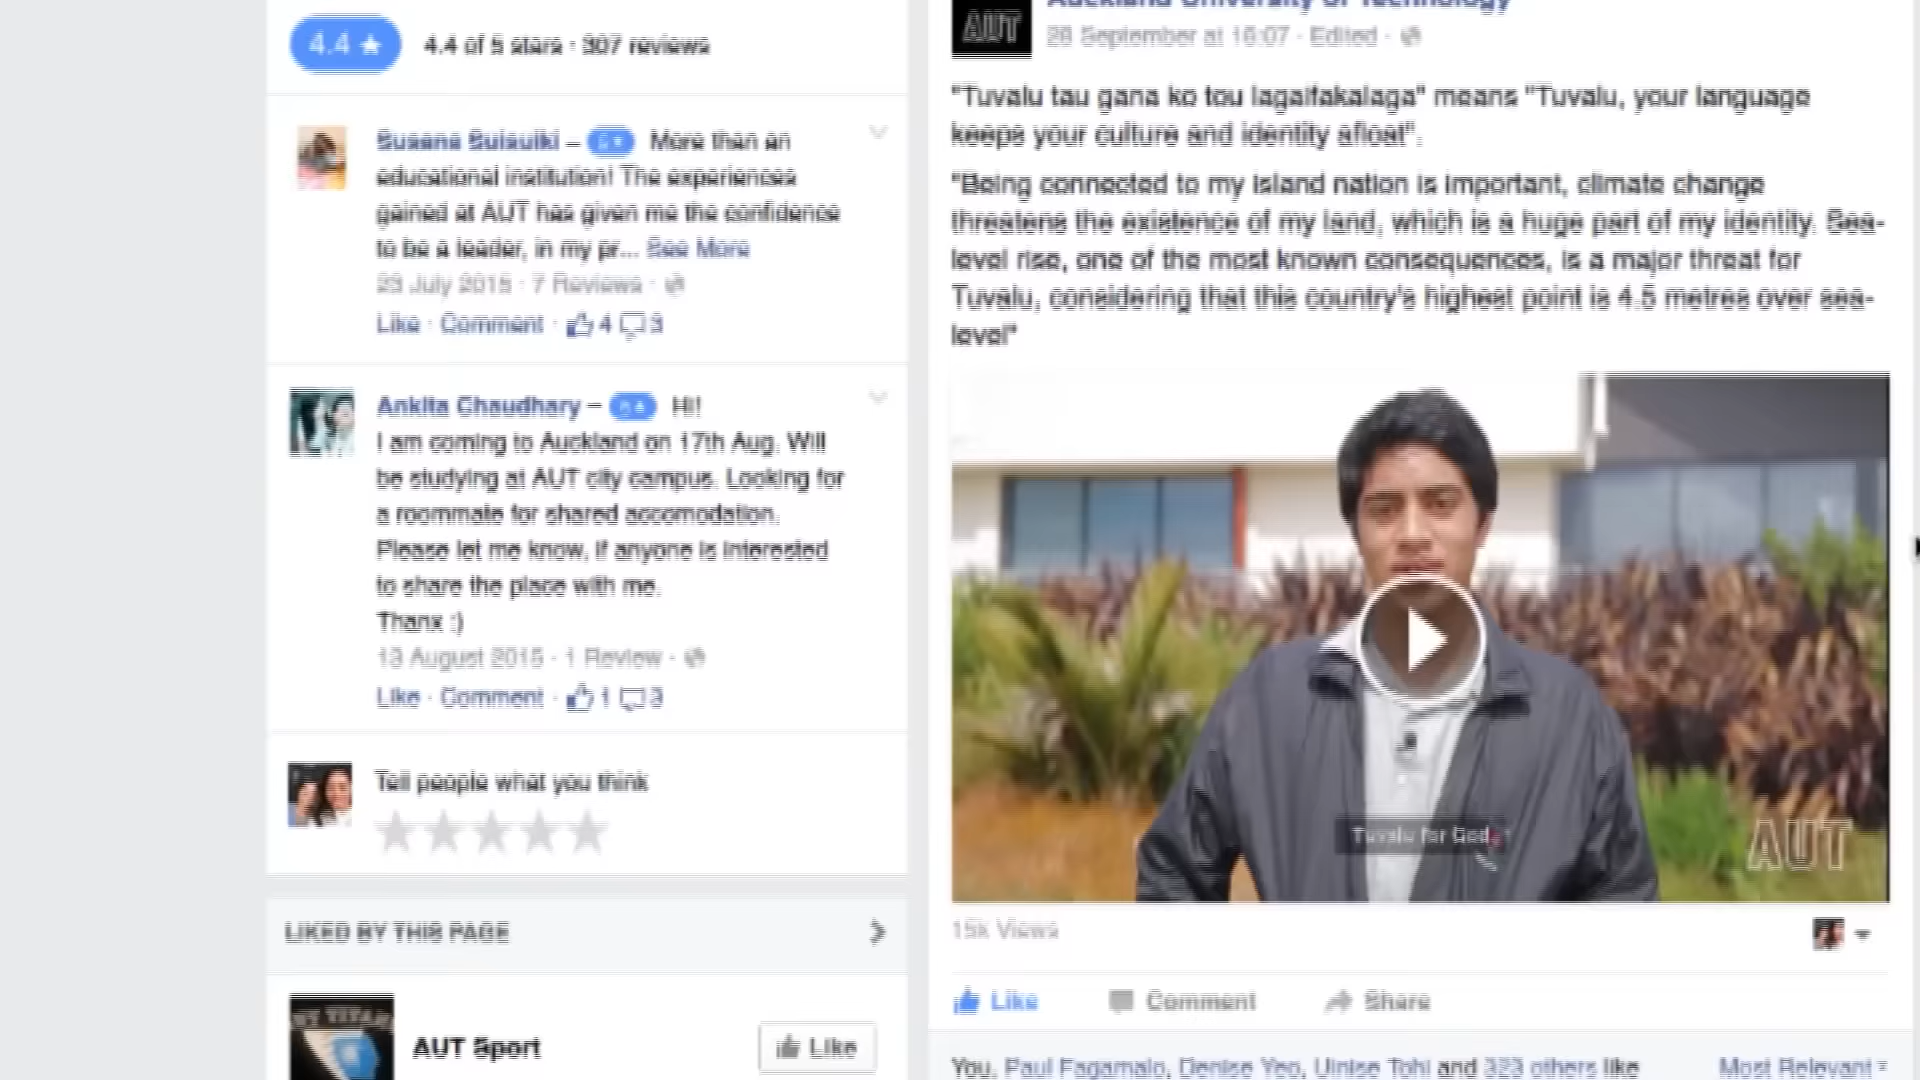 4.4 ★ 4.4 of 5 stars · 307 reviews
Susana Suisuiki – 5★ More than an
educational institution! The experiences
gained at AUT has given me the confidence
to be a leader, in my pr... See More
23 July 2015 · 7 Reviews ·
Like · Comment · 4 3
Ankita Chaudhary – 5★ Hi!
I am coming to Auckland on 17th Aug. Will
be studying at AUT city campus. Looking for
a roommate for shared accomodation.
Please let me know, if anyone is interested
to share the place with me.
Thanx :)
13 August 2015 · 1 Review ·
Like · Comment · 1 3
Tell people what you think
LIKED BY THIS PAGE
AUT Sport
Like
Auckland University of Technology
AUT
28 September at 16:07 · Edited ·
"Tuvalu tau gana ko tou lagaifakalaga" means "Tuvalu, your language
keeps your culture and identity afloat".
"Being connected to my island nation is important, climate change
threatens the existence of my land, which is a huge part of my identity. Sea-
level rise, one of the most known consequences, is a major threat for
Tuvalu, considering that this country's highest point is 4.5 metres over sea-
level"
Tuvalu for God
AUT
15k Views
Like Comment Share
You, Paul Fagamalo, Denise Yeo, Uinise Tohi and 323 others like
Most Relevant